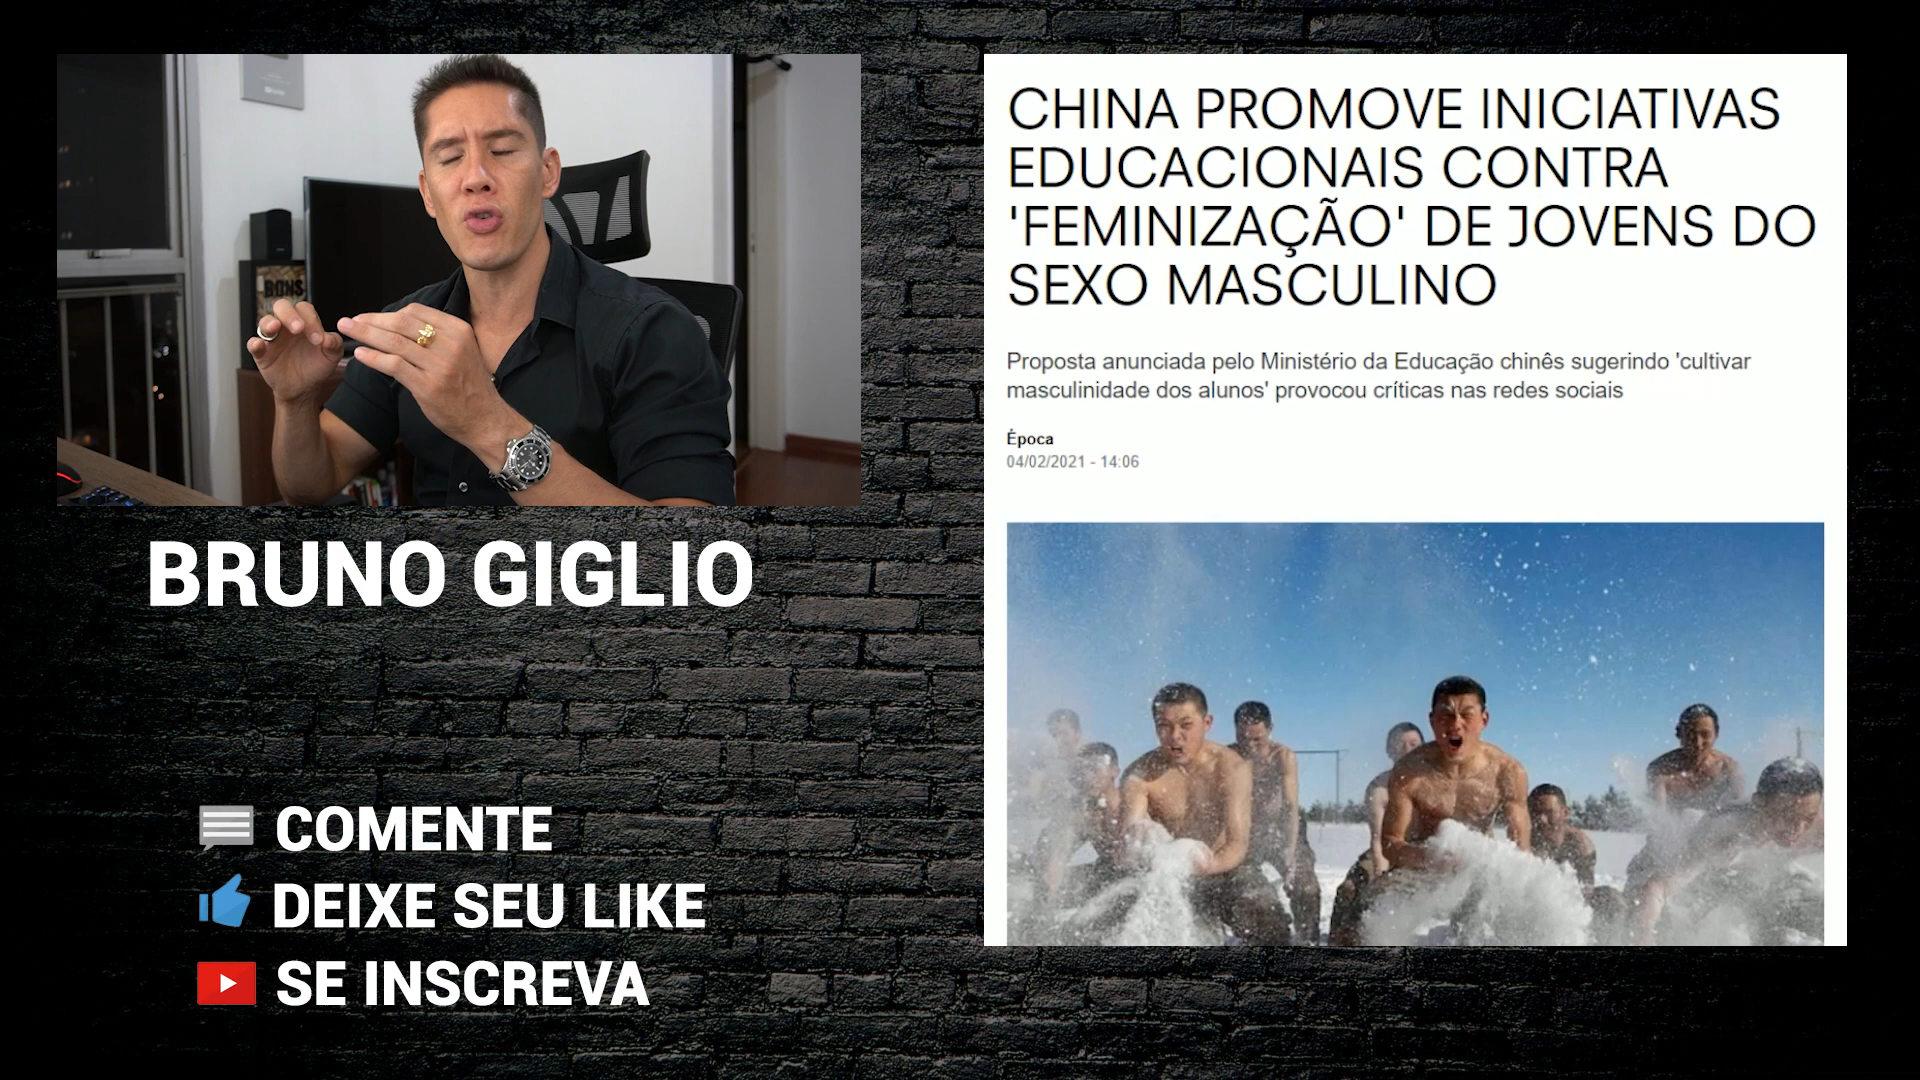 BONS
BRUNO GIGLIO
COMENTE
DEIXE SEU LIKE
SE INSCREVA
CHINA PROMOVE INICIATIVAS
EDUCACIONAIS CONTRA
'FEMINIZAÇÃO' DE JOVENS DO
SEXO MASCULINO
Proposta anunciada pelo Ministério da Educação chinês sugerindo 'cultivar
masculinidade dos alunos' provocou críticas nas redes sociais
Época
04/02/2021 - 14:06